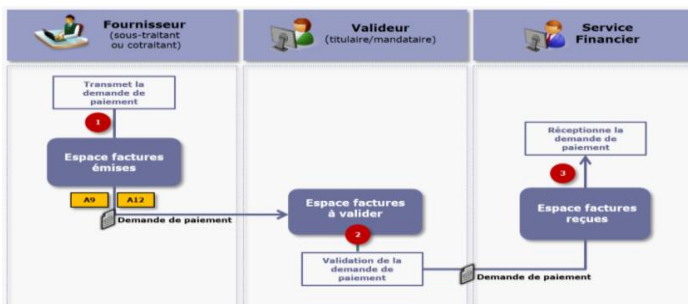 Fournisseur
(sous-traitant
ou cotraitant)
Valideur
(titulaire/mandataire)
Service
Financier
Transmet la
demande de
paiement
1
Espace factures
émises
A9
A12
Demande de paiement
Espace factures
à valider
2
Validation de la
demande de
paiement
Réceptionne la
demande de
paiement
3
Espace factures
reçues
Demande de paiement